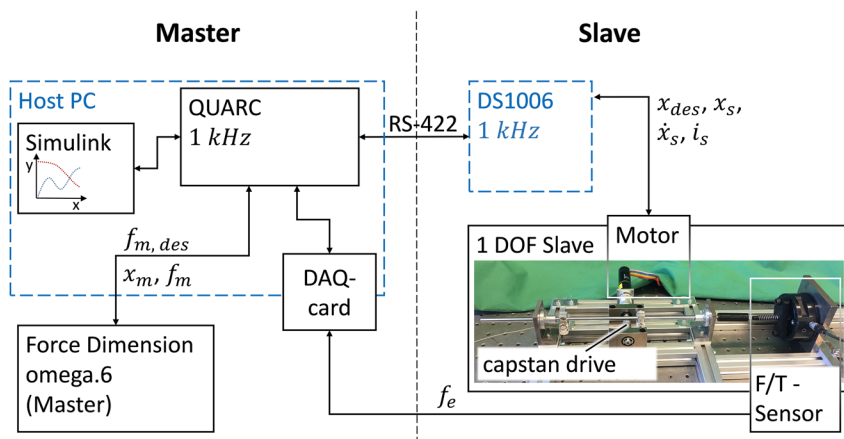 Master
Slave
Host PC
QUARC
1 kHz
Simulink
y
x
RS-422
DS1006
1 kHz
x_des, x_s,
ẋ_s, i_s
f_m, des
x_m, f_m
DAQ-
card
Force Dimension
omega.6
(Master)
1 DOF Slave
Motor
capstan drive
F/T -
Sensor
f_e